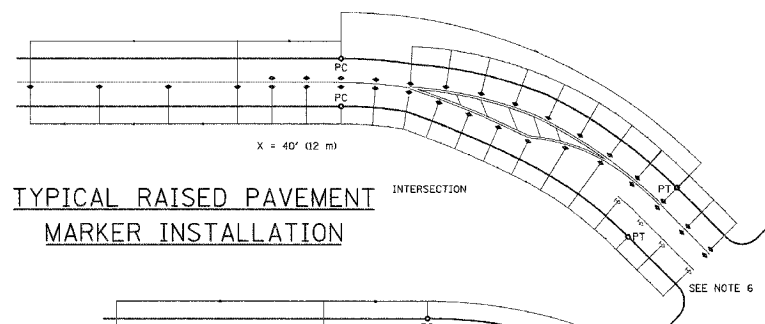 PC
PC
X = 40' (12 m)
TYPICAL RAISED PAVEMENT
MARKER INSTALLATION
INTERSECTION
PT
PT
SEE NOTE 6